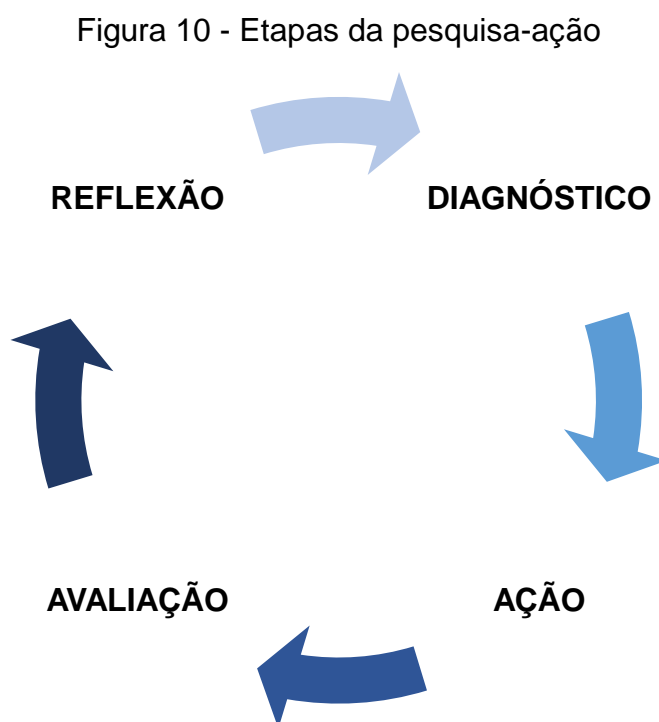 Figura 10 - Etapas da pesquisa-ação
REFLEXÃO
DIAGNÓSTICO
AVALIAÇÃO
AÇÃO